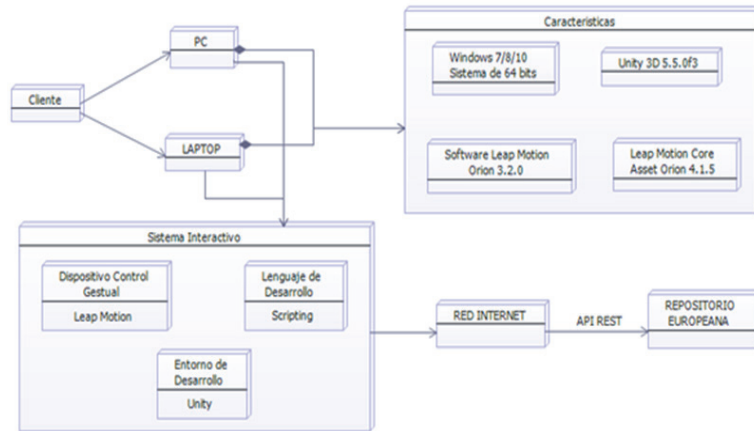 PC
Cliente
LAPTOP
Caracteristicas
Windows 7/8/10
Sistema de 64 bits
Unity 3D 5.5.0f3
Software Leap Motion
Orion 3.2.0
Leap Motion Core
Asset Orion 4.1.5
Sistema Interactivo
Dispositivo Control
Gestual
Leap Motion
Lenguaje de
Desarrollo
Scripting
Entorno de
Desarrollo
Unity
RED INTERNET
API REST
REPOSITORIO
EUROPEANA